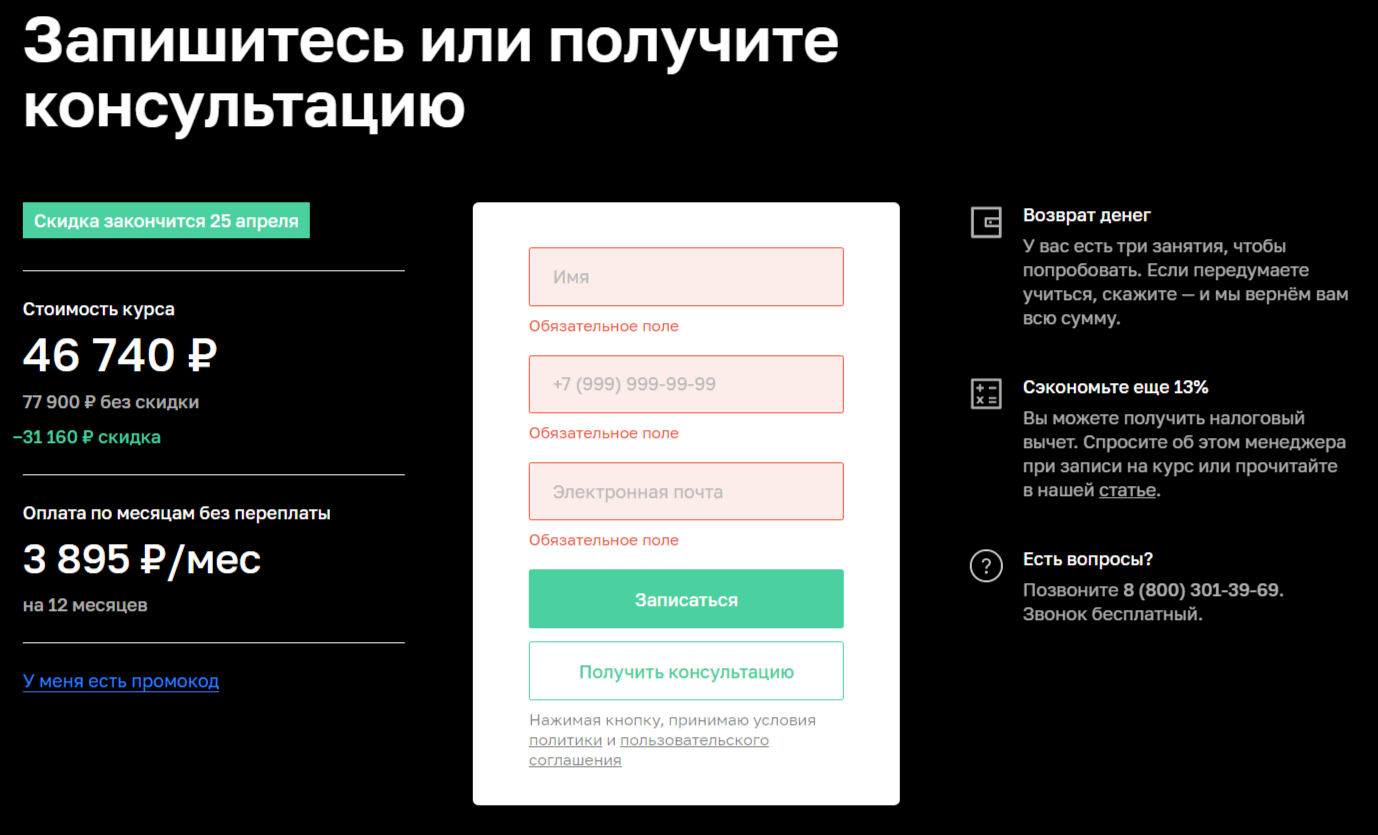 Запишитесь или получите
консультацию
Скидка закончится 25 апреля
Стоимость курса
46 740 ₽
77 900 ₽ без скидки
−31 160 ₽ скидка
Оплата по месяцам без переплаты
3 895 ₽/мес
на 12 месяцев
У меня есть промокод
Имя
Обязательное поле
+7 (999) 999-99-99
Обязательное поле
Электронная почта
Обязательное поле
Записаться
Получить консультацию
Нажимая кнопку, принимаю условия
политики и пользовательского
соглашения
Возврат денег
У вас есть три занятия, чтобы
попробовать. Если передумаете
учиться, скажите — и мы вернём вам
всю сумму.
Сэкономьте еще 13%
Вы можете получить налоговый
вычет. Спросите об этом менеджера
при записи на курс или прочитайте
в нашей статье.
Есть вопросы?
Позвоните 8 (800) 301-39-69.
Звонок бесплатный.